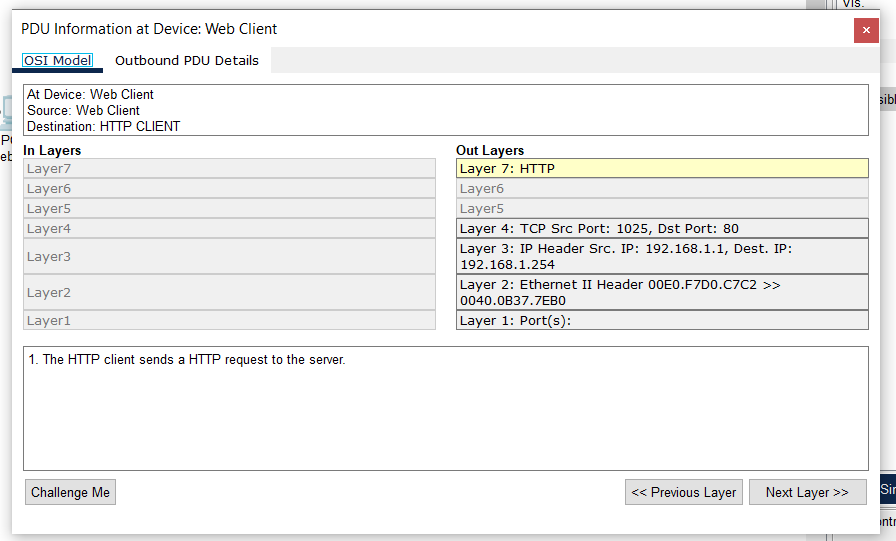 Vis.
PDU Information at Device: Web Client
OSI Model
Outbound PDU Details
At Device: Web Client
Source: Web Client
Destination: HTTP CLIENT
In Layers
Layer7
Layer6
Layer5
Layer4
Layer3
Layer2
Layer1
Out Layers
Layer 7: HTTP
Layer6
Layer5
Layer 4: TCP Src Port: 1025, Dst Port: 80
Layer 3: IP Header Src. IP: 192.168.1.1, Dest. IP:
192.168.1.254
Layer 2: Ethernet II Header 00E0.F7D0.C7C2 >>
0040.0B37.7EB0
Layer 1: Port(s):
1. The HTTP client sends a HTTP request to the server.
Challenge Me
<< Previous Layer
Next Layer >>